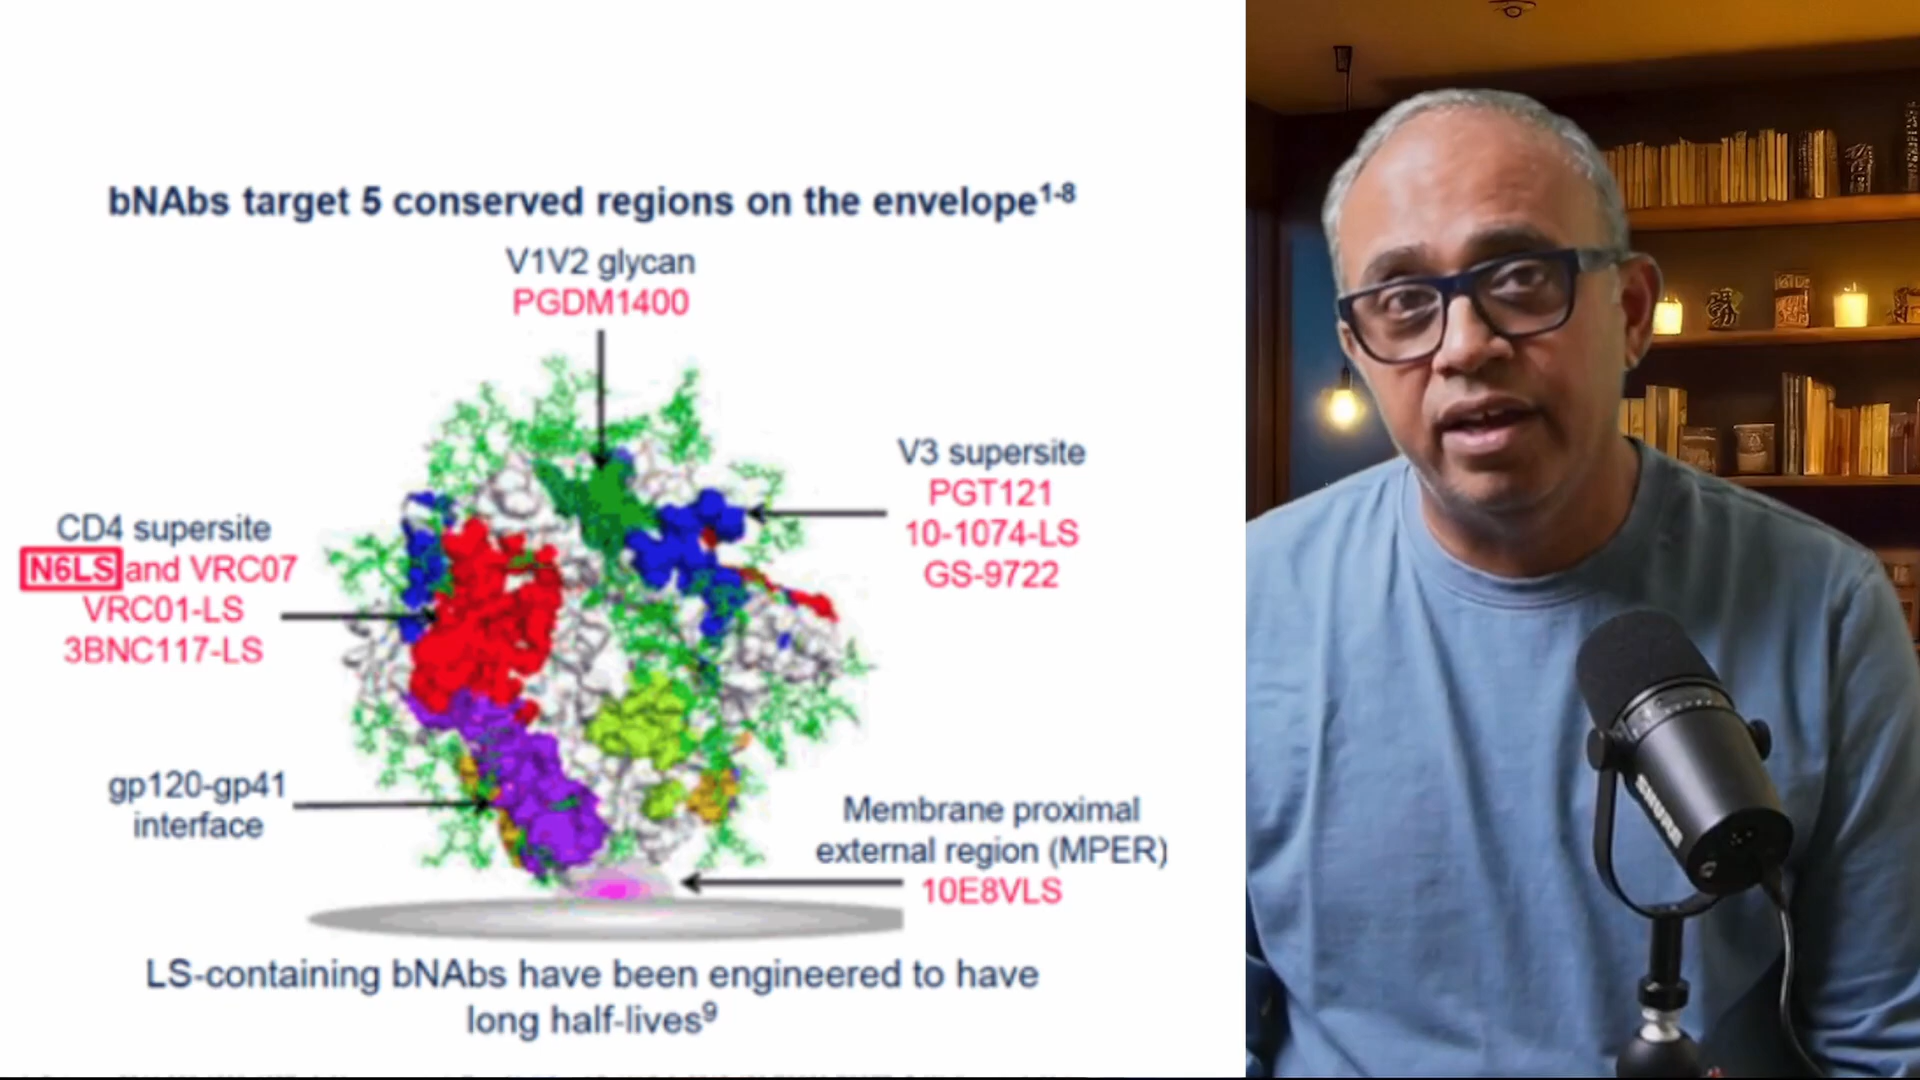 bNAbs target 5 conserved regions on the envelope¹⁻⁸
V1V2 glycan
PGDM1400
V3 supersite
PGT121
10-1074-LS
GS-9722
CD4 supersite
N6LS and VRC07
VRC01-LS
3BNC117-LS
gp120-gp41
interface
Membrane proximal
external region (MPER)
10E8VLS
LS-containing bNAbs have been engineered to have
long half-lives⁹
SHURE